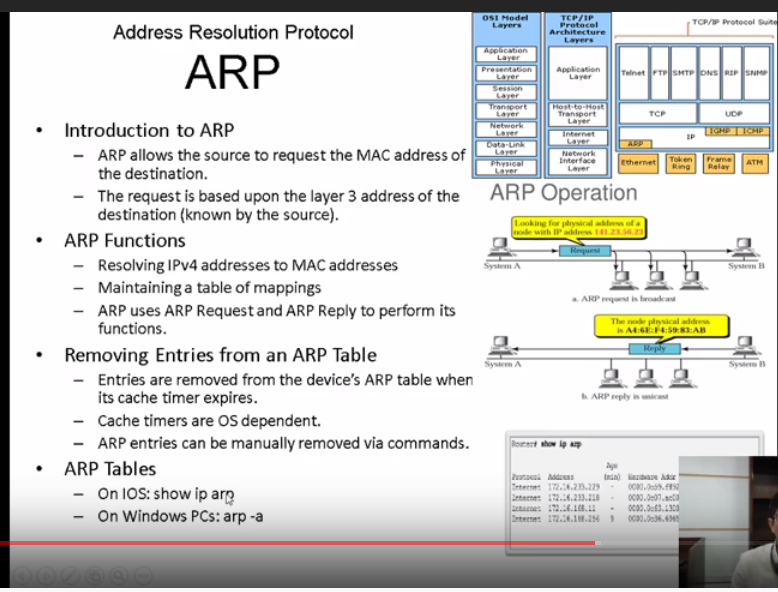 Address Resolution Protocol
ARP
• Introduction to ARP
– ARP allows the source to request the MAC address of
the destination.
– The request is based upon the layer 3 address of the
destination (known by the source).
• ARP Functions
– Resolving IPv4 addresses to MAC addresses
– Maintaining a table of mappings
– ARP uses ARP Request and ARP Reply to perform its
functions.
• Removing Entries from an ARP Table
– Entries are removed from the device's ARP table when
its cache timer expires.
– Cache timers are OS dependent.
– ARP entries can be manually removed via commands.
• ARP Tables
– On IOS: show ip arp
– On Windows PCs: arp -a
OSI Model
Layers
Application
Layer
Presentation
Layer
Session
Layer
Transport
Layer
Network
Layer
Data-Link
Layer
Physical
Layer
TCP/IP
Protocol
Architecture
Layers
Application
Layer
Host-to-Host
Transport
Layer
Internet
Layer
Network
Interface
Layer
TCP/IP Protocol Suite
Telnet FTP SMTP DNS RIP SNMP
TCP UDP
IGMP ICMP
IP
ARP
Ethernet
Token
Ring
Frame
Relay
ATM
ARP Operation
Looking for physical address of a
node with IP address 141.23.56.23
Request
System A System B
a. ARP request is broadcast
The node physical address
is A4:6E:F4:59:83:AB
Reply
System A System B
b. ARP reply is unicast
Router# show ip arp
Age
Protocol Address (min) Hardware Addr
Internet 172.16.233.229 -
Internet 172.16.233.218 -
Internet 172.16.168.11 -
Internet 172.16.168.254 9